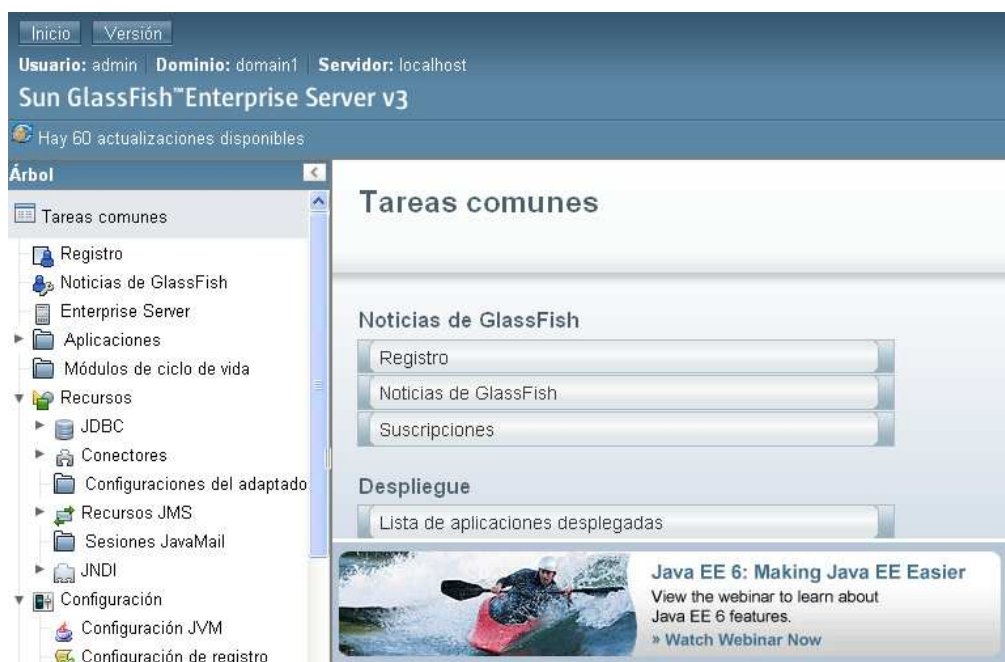 Inicio Versión
Usuario: admin Dominio: domain1 Servidor: localhost
Sun GlassFish™ Enterprise Server v3
Hay 60 actualizaciones disponibles
Árbol
Tareas comunes
Registro
Noticias de GlassFish
Enterprise Server
Aplicaciones
Módulos de ciclo de vida
Recursos
JDBC
Conectores
Configuraciones del adaptado
Recursos JMS
Sesiones JavaMail
JNDI
Configuración
Configuración JVM
Configuración de registro
Tareas comunes
Noticias de GlassFish
Registro
Noticias de GlassFish
Suscripciones
Despliegue
Lista de aplicaciones desplegadas
Java EE 6: Making Java EE Easier
View the webinar to learn about
Java EE 6 features.
» Watch Webinar Now